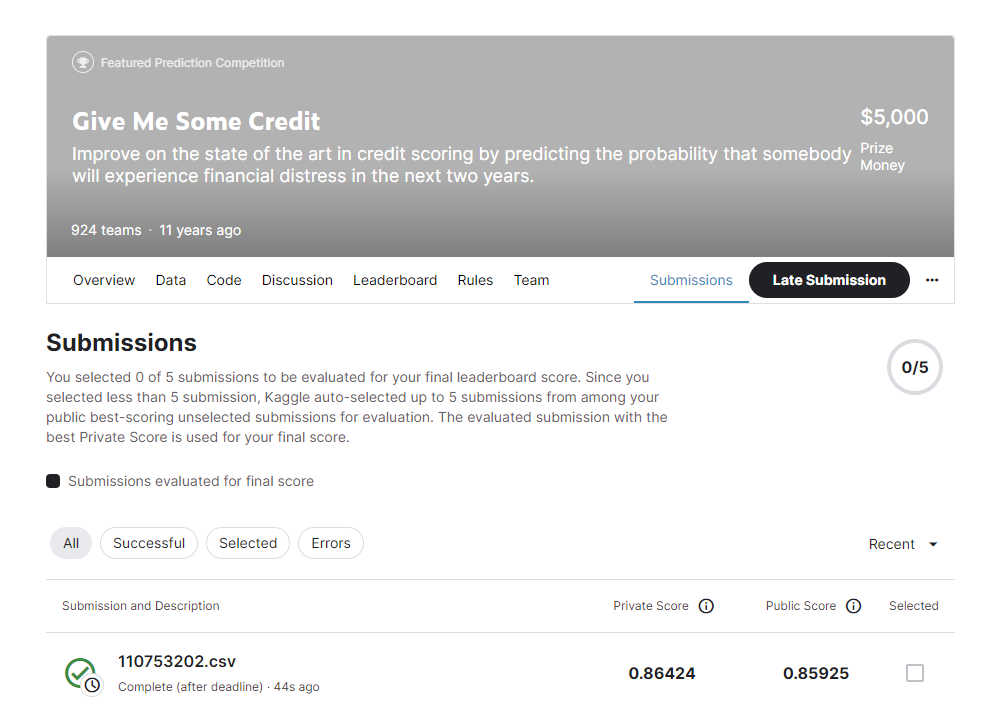 Featured Prediction Competition
Give Me Some Credit
Improve on the state of the art in credit scoring by predicting the probability that somebody
will experience financial distress in the next two years.
$5,000
Prize
Money
924 teams · 11 years ago
Overview Data Code Discussion Leaderboard Rules Team Submissions Late Submission ...
Submissions
You selected 0 of 5 submissions to be evaluated for your final leaderboard score. Since you
selected less than 5 submission, Kaggle auto-selected up to 5 submissions from among your
public best-scoring unselected submissions for evaluation. The evaluated submission with the
best Private Score is used for your final score.
0/5
Submissions evaluated for final score
All Successful Selected Errors Recent
Submission and Description Private Score Public Score Selected
110753202.csv
Complete (after deadline) · 44s ago
0.86424 0.85925